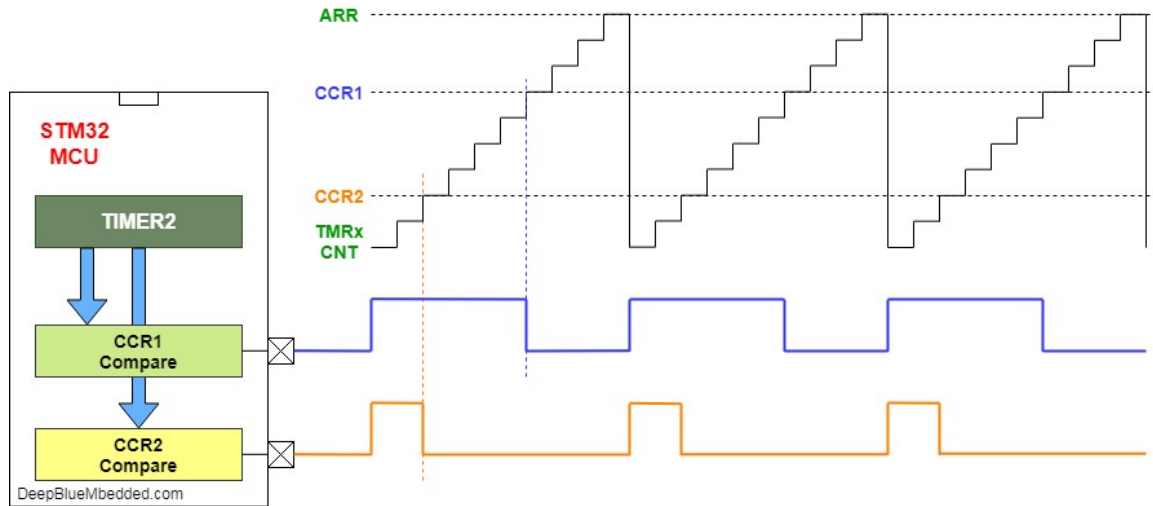 ARR
CCR1
CCR2
TMRx
CNT
STM32
MCU
TIMER2
CCR1
Compare
CCR2
Compare
DeepBlueMbedded.com